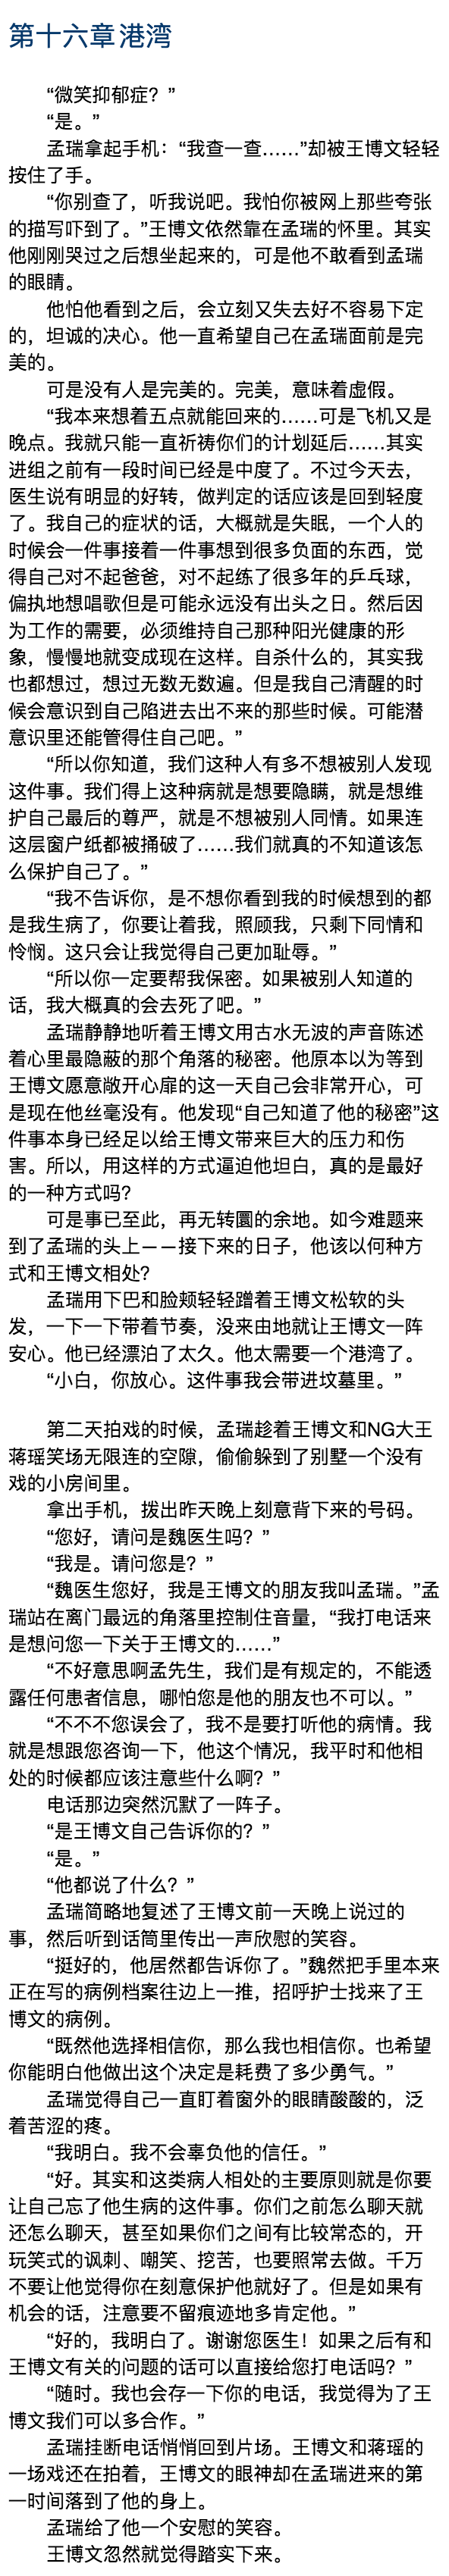 第十六章 港湾
“微笑抑郁症？”
“是。”
孟瑞拿起手机：“我查一查……”却被王博文轻轻
按住了手。
“你别查了，听我说吧。我怕你被网上那些夸张
的描写吓到了。”王博文依然靠在孟瑞的怀里。其实
他刚刚哭过之后想坐起来的，可是他不敢看到孟瑞
的眼睛。
他怕他看到之后，会立刻又失去好不容易下定
的，坦诚的决心。他一直希望自己在孟瑞面前是完
美的。
可是没有人是完美的。完美，意味着虚假。
“我本来想着五点就能回来的……可是飞机又是
晚点。我就只能一直祈祷你们的计划延后……其实
进组之前有一段时间已经是中度了。不过今天去，
医生说有明显的好转，做判定的话应该是回到轻度
了。我自己的症状的话，大概就是失眠，一个人的
时候会一件事接着一件事想到很多负面的东西，觉
得自己对不起爸爸，对不起练了很多年的乒乓球，
偏执地想唱歌但是可能永远没有出头之日。然后因
为工作的需要，必须维持自己那种阳光健康的形
象，慢慢地就变成现在这样。自杀什么的，其实我
也都想过，想过无数无数遍。但是我自己清醒的时
候会意识到自己陷进去出不来的那些时候。可能潜
意识里还能管得住自己吧。”
“所以你知道，我们这种人有多不想被别人发现
这件事。我们得上这种病就是想要隐瞒，就是想维
护自己最后的尊严，就是不想被别人同情。如果连
这层窗户纸都被捅破了……我们就真的不知道该怎
么保护自己了。”
“我不告诉你，是不想你看到我的时候想到的都
是我生病了，你要让着我，照顾我，只剩下同情和
怜悯。这只会让我觉得自己更加耻辱。”
“所以你一定要帮我保密。如果被别人知道的
话，我大概真的会去死了吧。”
孟瑞静静地听着王博文用古水无波的声音陈述
着心里最隐蔽的那个角落的秘密。他原本以为等到
王博文愿意敞开心扉的这一天自己会非常开心，可
是现在他丝毫没有。他发现“自己知道了他的秘密”这
件事本身已经足以给王博文带来巨大的压力和伤
害。所以，用这样的方式逼迫他坦白，真的是最好
的一种方式吗？
可是事已至此，再无转圜的余地。如今难题来
到了孟瑞的头上——接下来的日子，他该以何种方
式和王博文相处？
孟瑞用下巴和脸颊轻轻蹭着王博文松软的头
发，一下一下带着节奏，没来由地就让王博文一阵
安心。他已经漂泊了太久。他太需要一个港湾了。
“小白，你放心。这件事我会带进坟墓里。”
第二天拍戏的时候，孟瑞趁着王博文和NG大王
蒋瑶笑场无限连的空隙，偷偷躲到了别墅一个没有
戏的小房间里。
拿出手机，拨出昨天晚上刻意背下来的号码。
“您好，请问是魏医生吗？”
“我是。请问您是？”
“魏医生您好，我是王博文的朋友我叫孟瑞。”孟
瑞站在离门最远的角落里控制住音量，“我打电话来
是想问您一下关于王博文的……”
“不好意思啊孟先生，我们是有规定的，不能透
露任何患者信息，哪怕您是他的朋友也不可以。”
“不不不您误会了，我不是要打听他的病情。我
就是想跟您咨询一下，他这个情况，我平时和他相
处的时候都应该注意些什么啊？”
电话那边突然沉默了一阵子。
“是王博文自己告诉你的？”
“是。”
“他都说了什么？”
孟瑞简略地复述了王博文前一天晚上说过的
事，然后听到话筒里传出一声欣慰的笑容。
“挺好的，他居然都告诉你了。”魏然把手里本来
正在写的病例档案往边上一推，招呼护士找来了王
博文的病例。
“既然他选择相信你，那么我也相信你。也希望
你能明白他做出这个决定是耗费了多少勇气。”
孟瑞觉得自己一直盯着窗外的眼睛酸酸的，泛
着苦涩的疼。
“我明白。我不会辜负他的信任。”
“好。其实和这类病人相处的主要原则就是你要
让自己忘了他生病的这件事。你们之前怎么聊天就
还怎么聊天，甚至如果你们之间有比较常态的，开
玩笑式的讽刺、嘲笑、挖苦，也要照常去做。千万
不要让他觉得你在刻意保护他就好了。但是如果有
机会的话，注意要不留痕迹地多肯定他。”
“好的，我明白了。谢谢您医生！如果之后有和
王博文有关的问题的话可以直接给您打电话吗？”
“随时。我也会存一下你的电话，我觉得为了王
博文我们可以多合作。”
孟瑞挂断电话悄悄回到片场。王博文和蒋瑶的
一场戏还在拍着，王博文的眼神却在孟瑞进来的第
一时间落到了他的身上。
孟瑞给了他一个安慰的笑容。
王博文忽然就觉得踏实下来。